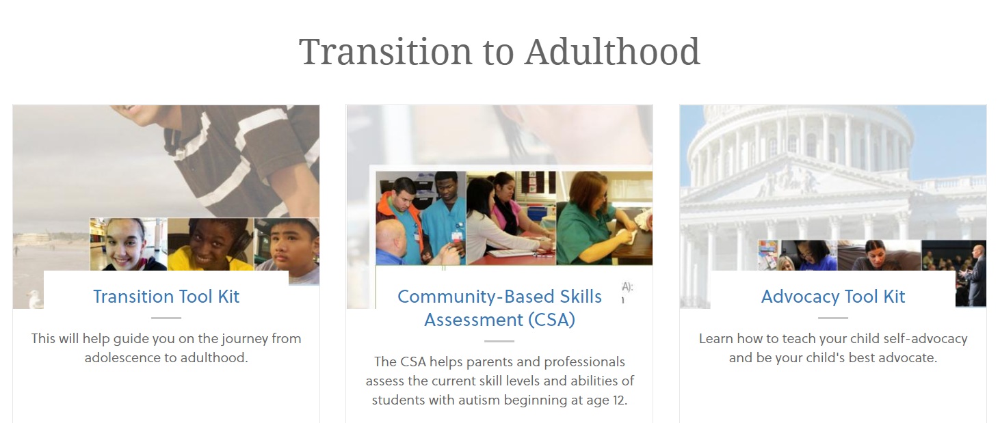 Transition to Adulthood
Transition Tool Kit
This will help guide you on the journey from
adolescence to adulthood.
Community-Based Skills
Assessment (CSA)
The CSA helps parents and professionals
assess the current skill levels and abilities of
students with autism beginning at age 12.
Advocacy Tool Kit
Learn how to teach your child self-advocacy
and be your child's best advocate.